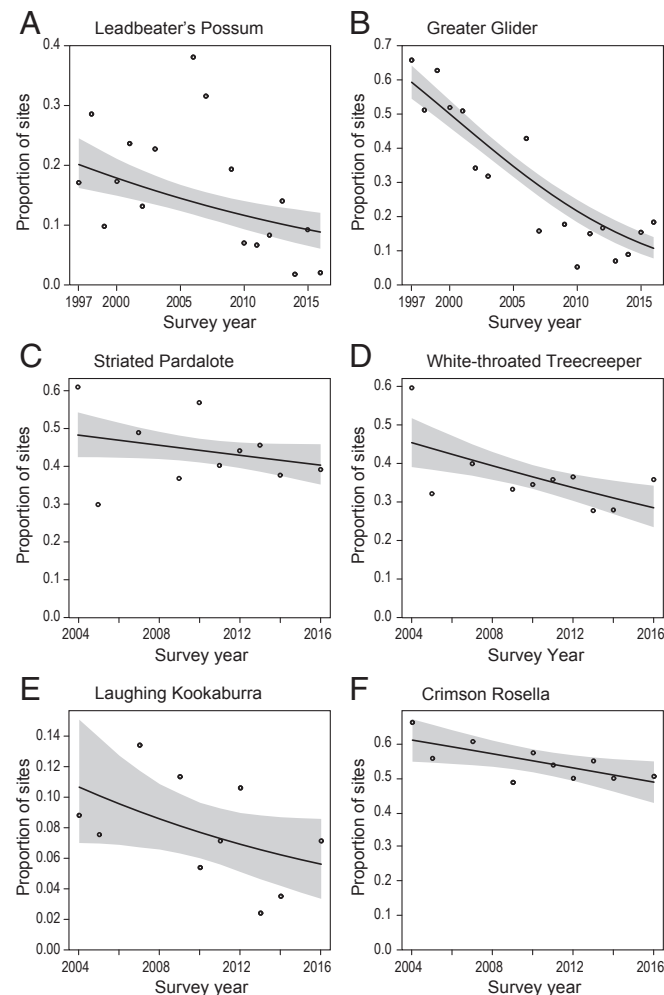 A Leadbeater's Possum
Proportion of sites
0.4
0.3
0.2
0.1
0.0
1997 2000 2005 2010 2015
Survey year
B Greater Glider
Proportion of sites
0.7
0.6
0.5
0.4
0.3
0.2
0.1
0.0
1997 2000 2005 2010 2015
Survey year
C Striated Pardalote
Proportion of sites
0.6
0.5
0.4
0.3
0.2
0.1
0.0
2004 2008 2012 2016
Survey year
D White-throated Treecreeper
Proportion of sites
0.6
0.5
0.4
0.3
0.2
0.1
0.0
2004 2008 2012 2016
Survey Year
E Laughing Kookaburra
Proportion of sites
0.14
0.12
0.10
0.08
0.06
0.04
0.02
0.00
2004 2008 2012 2016
Survey year
F Crimson Rosella
Proportion of sites
0.6
0.5
0.4
0.3
0.2
0.1
0.0
2004 2008 2012 2016
Survey year